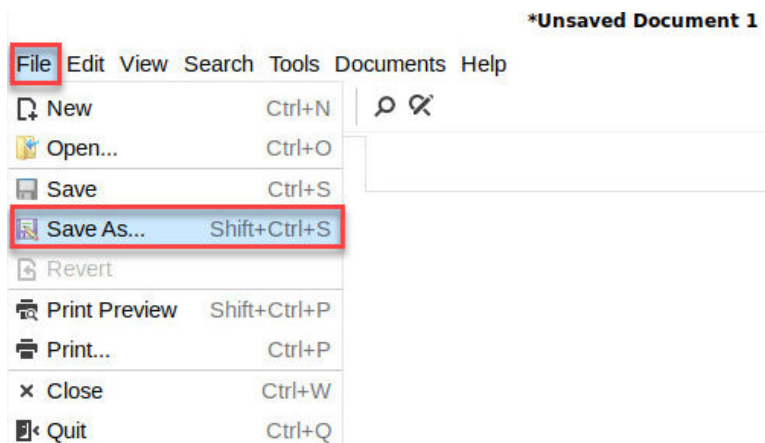 *Unsaved Document 1
File Edit View Search Tools Documents Help
New Ctrl+N
Open... Ctrl+O
Save Ctrl+S
Save As... Shift+Ctrl+S
Revert
Print Preview Shift+Ctrl+P
Print... Ctrl+P
Close Ctrl+W
Quit Ctrl+Q